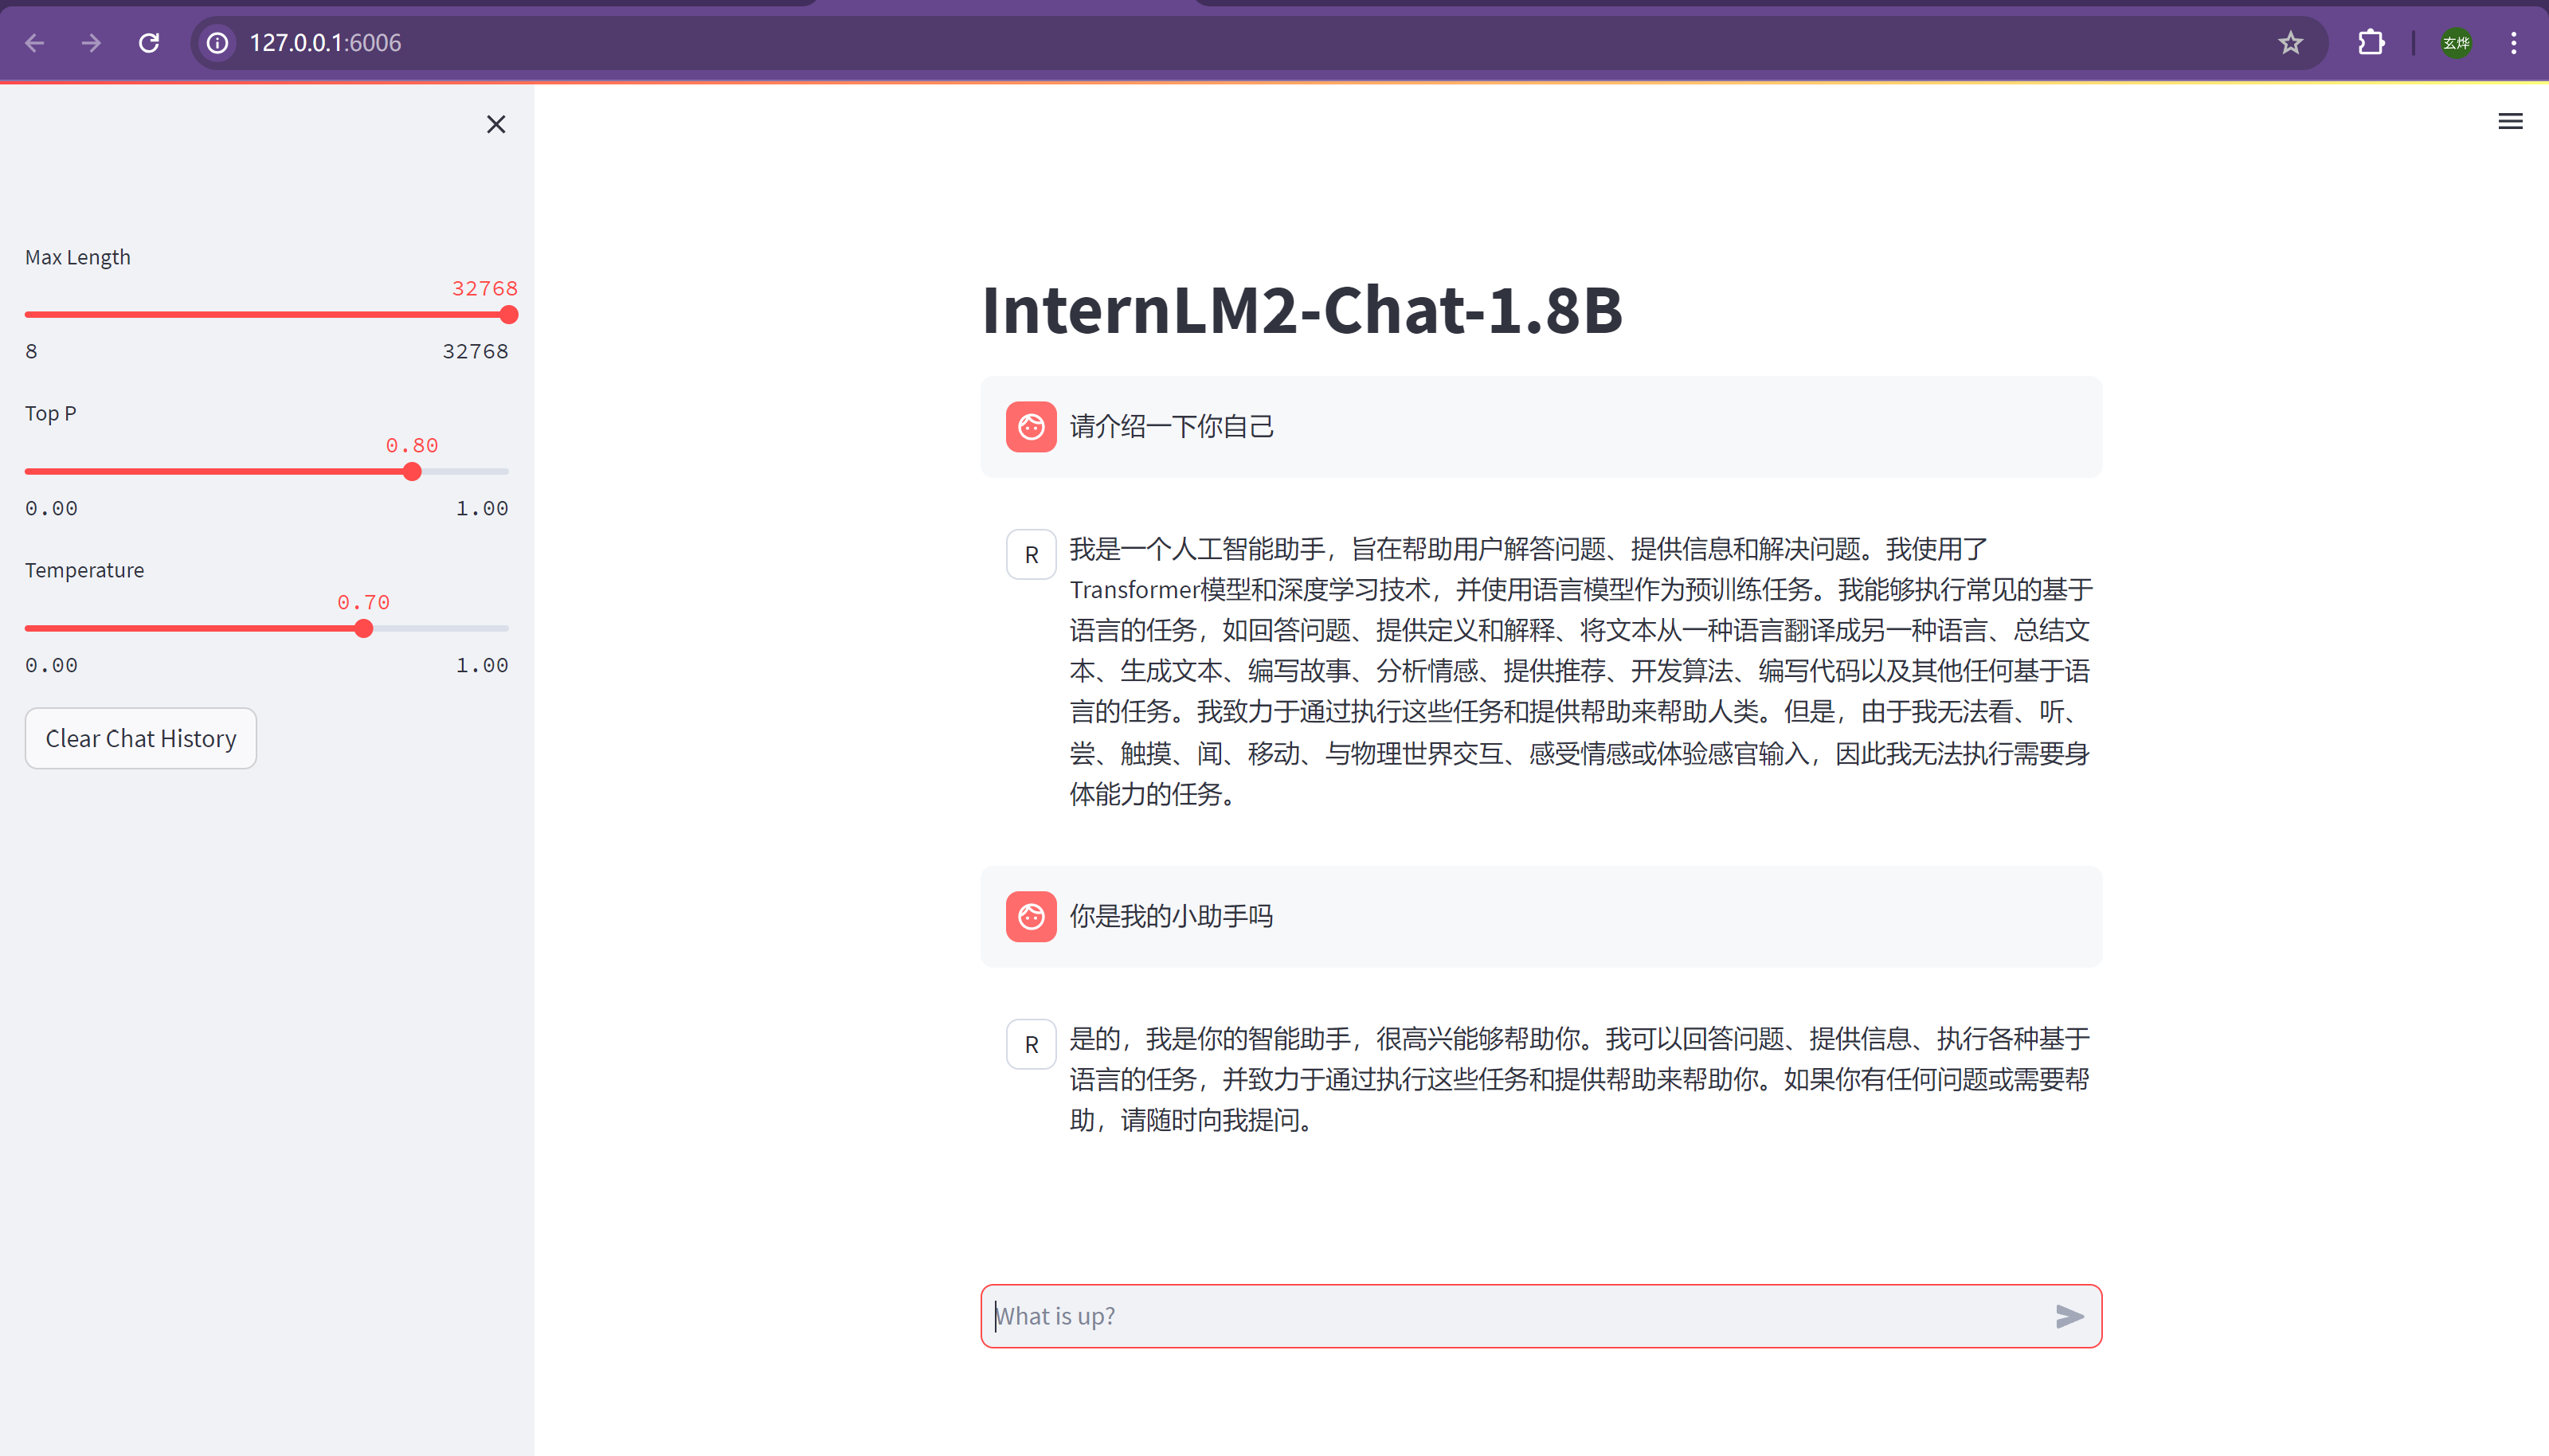 127.0.0.1:6006
玄烨
Max Length
32768
8 32768
Top P
0.80
0.00 1.00
Temperature
0.70
0.00 1.00
Clear Chat History
InternLM2-Chat-1.8B
请介绍一下你自己
R
我是一个人工智能助手，旨在帮助用户解答问题、提供信息和解决问题。我使用了
Transformer模型和深度学习技术，并使用语言模型作为预训练任务。我能够执行常见的基于
语言的任务，如回答问题、提供定义和解释、将文本从一种语言翻译成另一种语言、总结文
本、生成文本、编写故事、分析情感、提供推荐、开发算法、编写代码以及其他任何基于语
言的任务。我致力于通过执行这些任务和提供帮助来帮助人类。但是，由于我无法看、听、
尝、触摸、闻、移动、与物理世界交互、感受情感或体验感官输入，因此我无法执行需要身
体能力的任务。
你是我的小助手吗
R
是的，我是你的智能助手，很高兴能够帮助你。我可以回答问题、提供信息、执行各种基于
语言的任务，并致力于通过执行这些任务和提供帮助来帮助你。如果你有任何问题或需要帮
助，请随时向我提问。
What is up?